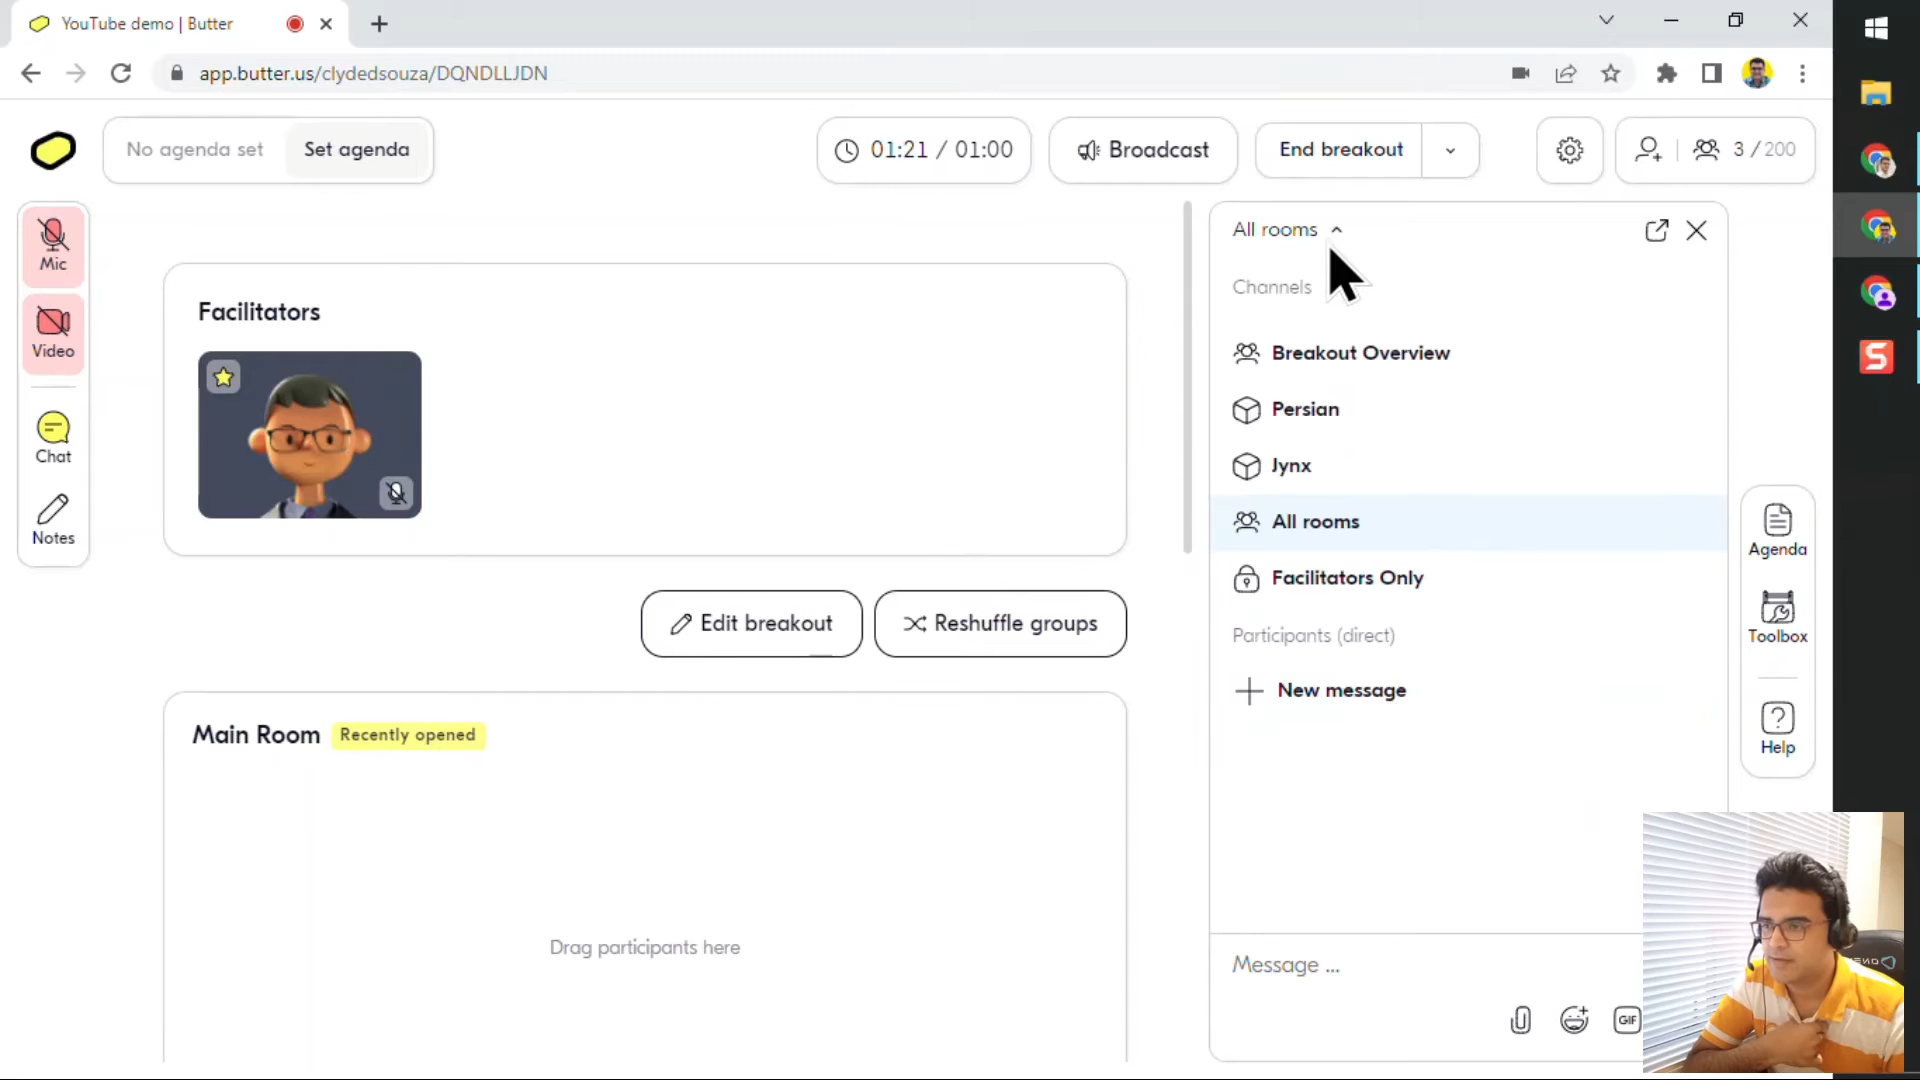 YouTube demo | Butter
app.butter.us/clydedsouza/DQNDLLJDN
No agenda set
Set agenda
01:21 / 01:00
Broadcast
End breakout
3 / 200
Mic
Video
Chat
Notes
Facilitators
Edit breakout
Reshuffle groups
Main Room
Recently opened
Drag participants here
All rooms
Channels
Breakout Overview
Persian
Jynx
All rooms
Facilitators Only
Participants (direct)
New message
Message ...
GIF
Agenda
Toolbox
Help
S